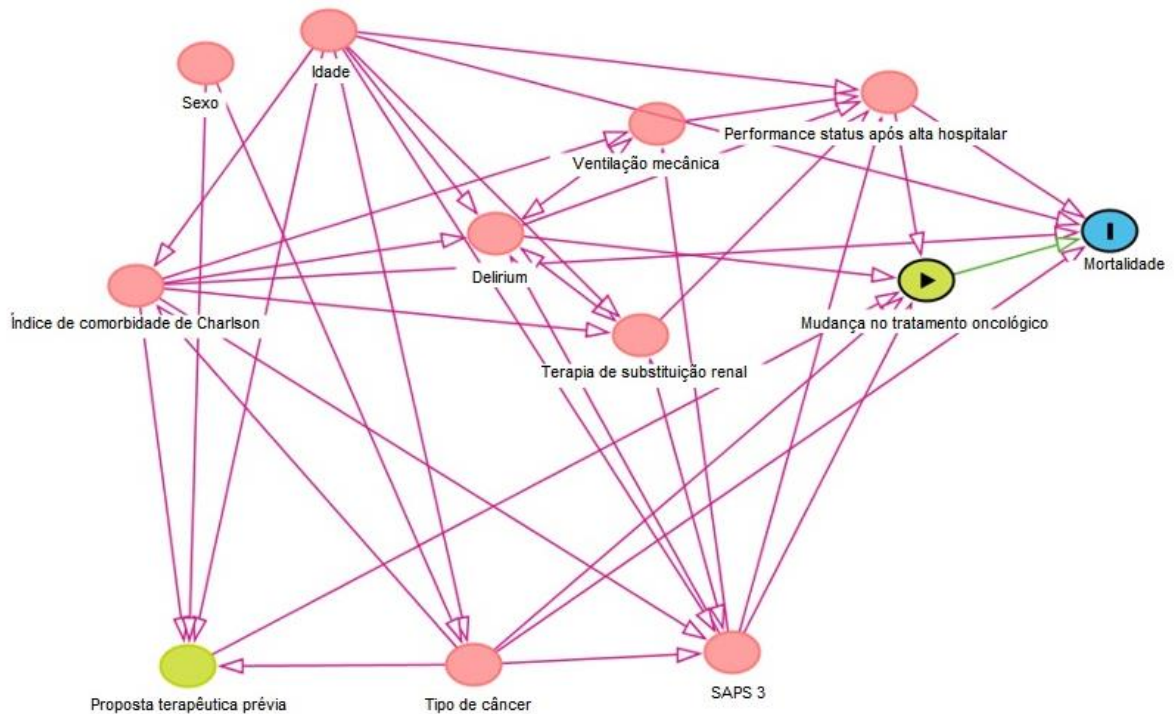 Idade
Sexo
Performance status após alta hospitalar
Ventilação mecânica
Mortalidade
Delirium
Índice de comorbidade de Charlson
Mudança no tratamento oncológico
Terapia de substituição renal
SAPS 3
Proposta terapêutica prévia
Tipo de câncer